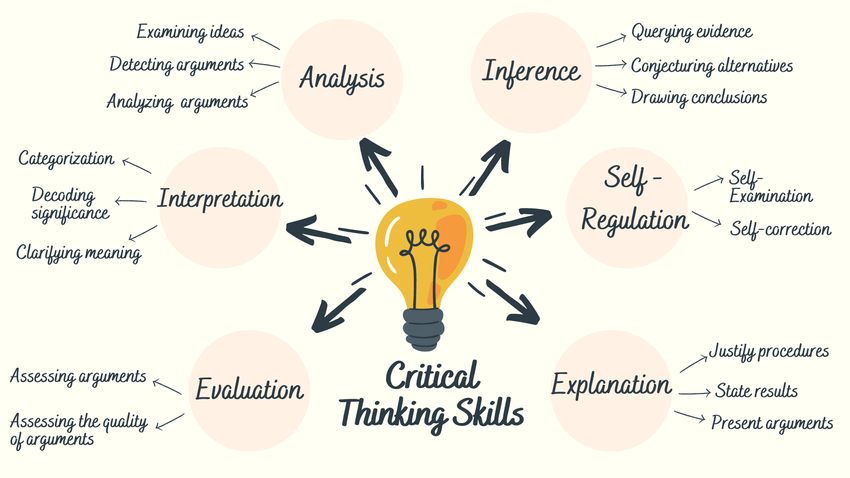 Examining ideas
Detecting arguments
Analyzing arguments
Analysis
Inference
Querying evidence
Conjecturing alternatives
Drawing conclusions
Categorization
Decoding
significance
Clarifying meaning
Interpretation
Self -
Regulation
Self-
Examination
Self-correction
Assessing arguments
Assessing the quality
of arguments
Evaluation
Critical
Thinking Skills
Explanation
Justify procedures
State results
Present arguments